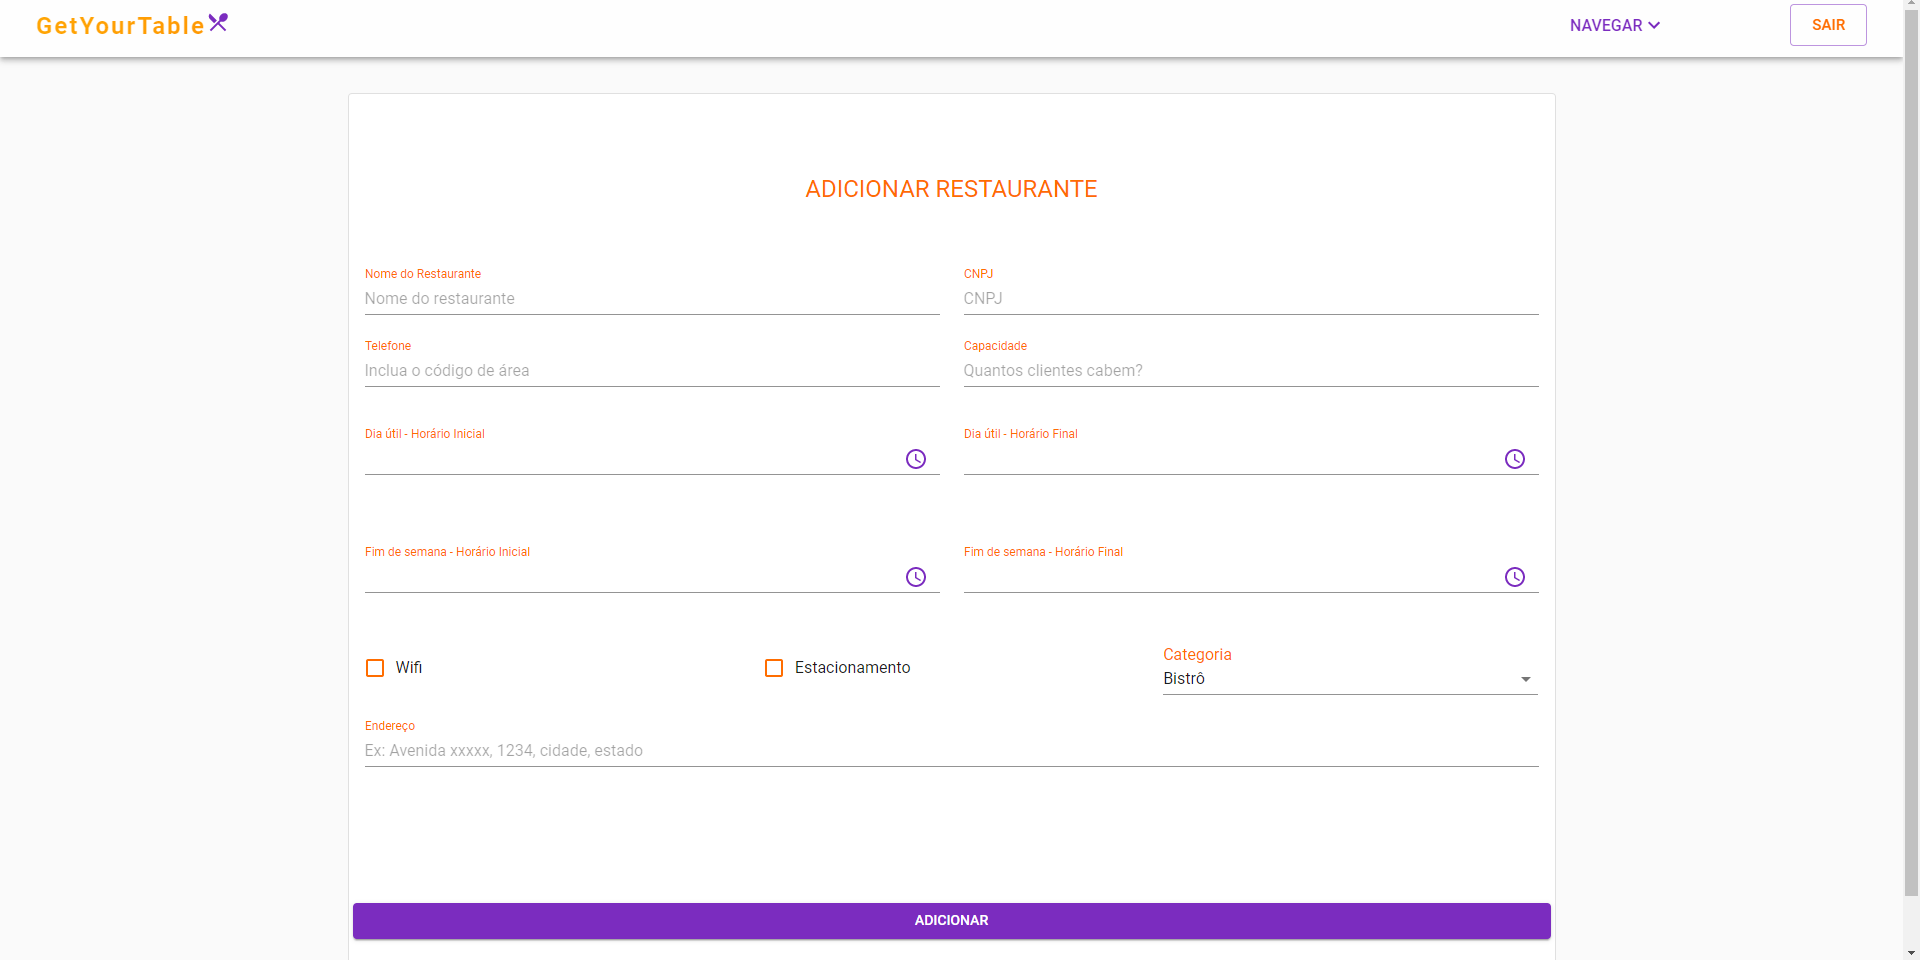 GetYourTable
NAVEGAR
SAIR
ADICIONAR RESTAURANTE
Nome do Restaurante
Nome do restaurante
CNPJ
CNPJ
Telefone
Inclua o código de área
Capacidade
Quantos clientes cabem?
Dia útil - Horário Inicial
Dia útil - Horário Final
Fim de semana - Horário Inicial
Fim de semana - Horário Final
Wifi
Estacionamento
Categoria
Bistrô
Endereço
Ex: Avenida xxxxx, 1234, cidade, estado
ADICIONAR